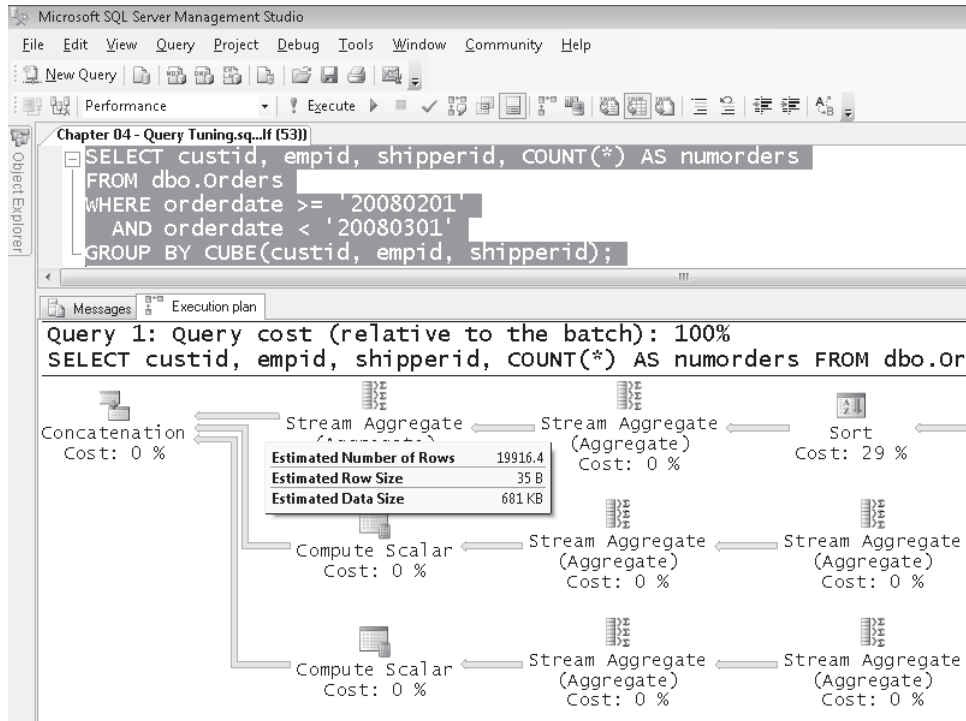 Microsoft SQL Server Management Studio
File Edit View Query Project Debug Tools Window Community Help
New Query
Performance Execute
Object Explorer
Chapter 04 - Query Tuning.sq...lf (53))
SELECT custid, empid, shipperid, COUNT(*) AS numorders
FROM dbo.Orders
WHERE orderdate >= '20080201'
AND orderdate < '20080301'
GROUP BY CUBE(custid, empid, shipperid);
Messages Execution plan
Query 1: Query cost (relative to the batch): 100%
SELECT custid, empid, shipperid, COUNT(*) AS numorders FROM dbo.Or
Concatenation
Cost: 0 %
Stream Aggregate
(Aggregate)
Stream Aggregate
(Aggregate)
Cost: 0 %
Sort
Cost: 29 %
Estimated Number of Rows 19916.4
Estimated Row Size 35 B
Estimated Data Size 681 KB
Compute Scalar
Cost: 0 %
Stream Aggregate
(Aggregate)
Cost: 0 %
Stream Aggregate
(Aggregate)
Cost: 0 %
Compute Scalar
Cost: 0 %
Stream Aggregate
(Aggregate)
Cost: 0 %
Stream Aggregate
(Aggregate)
Cost: 0 %